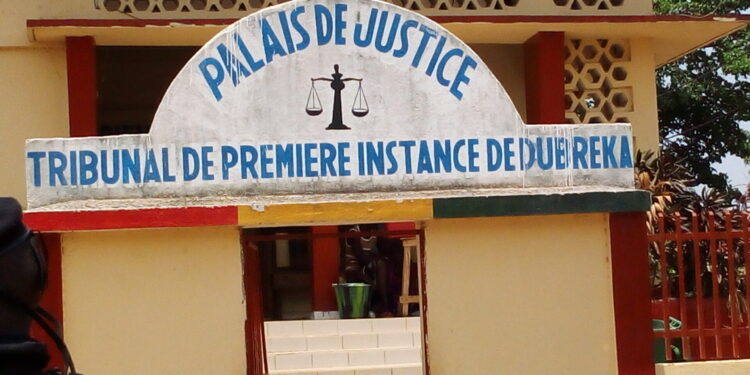 PALAIS DE JUSTICE
TRIBUNAL DE PREMIERE INSTANCE DE DUBREKA